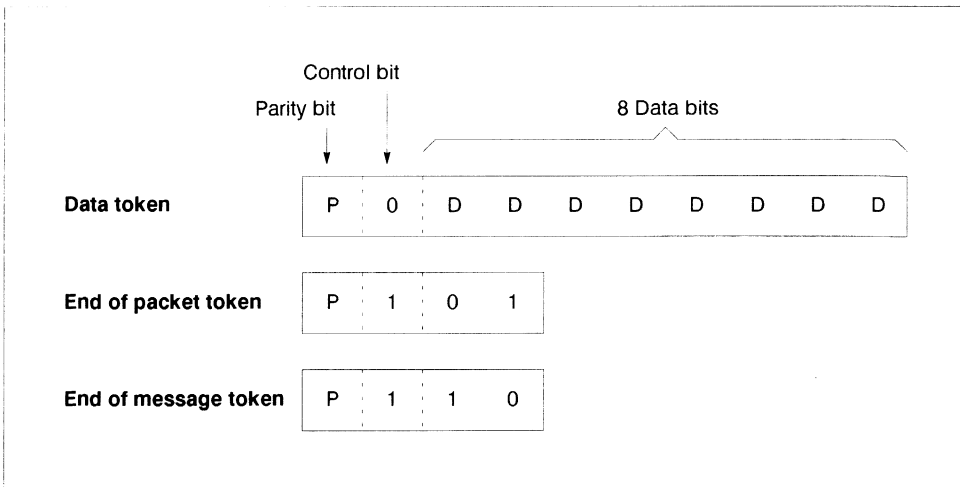 Control bit
Parity bit
8 Data bits
Data token P 0 D D D D D D D D
End of packet token P 1 0 1
End of message token P 1 1 0